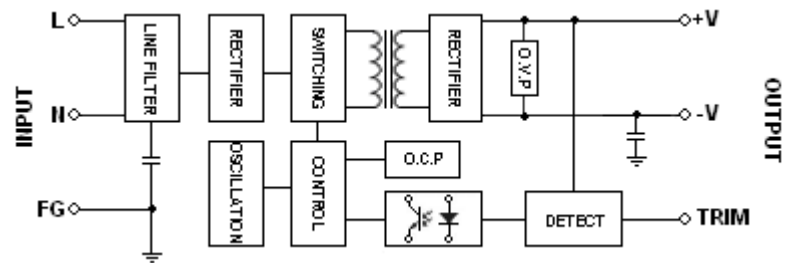 L
LINE FILTER
RECTIFIER
SWITCHING
RECTIFIER
O.V.P
+V
INPUT
N
-V
OUTPUT
OSCILLATION
CONTROL
O.C.P
FG
DETECT
TRIM